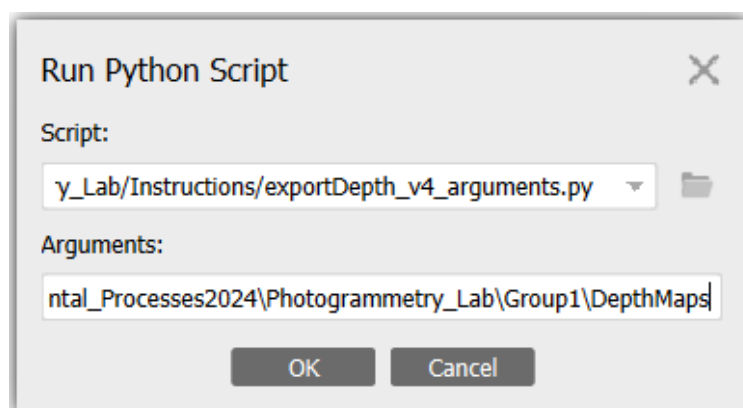 Run Python Script
Script:
y_Lab/Instructions/exportDepth_v4_arguments.py
Arguments:
ntal_Processes2024\Photogrammetry_Lab\Group1\DepthMaps
OK Cancel